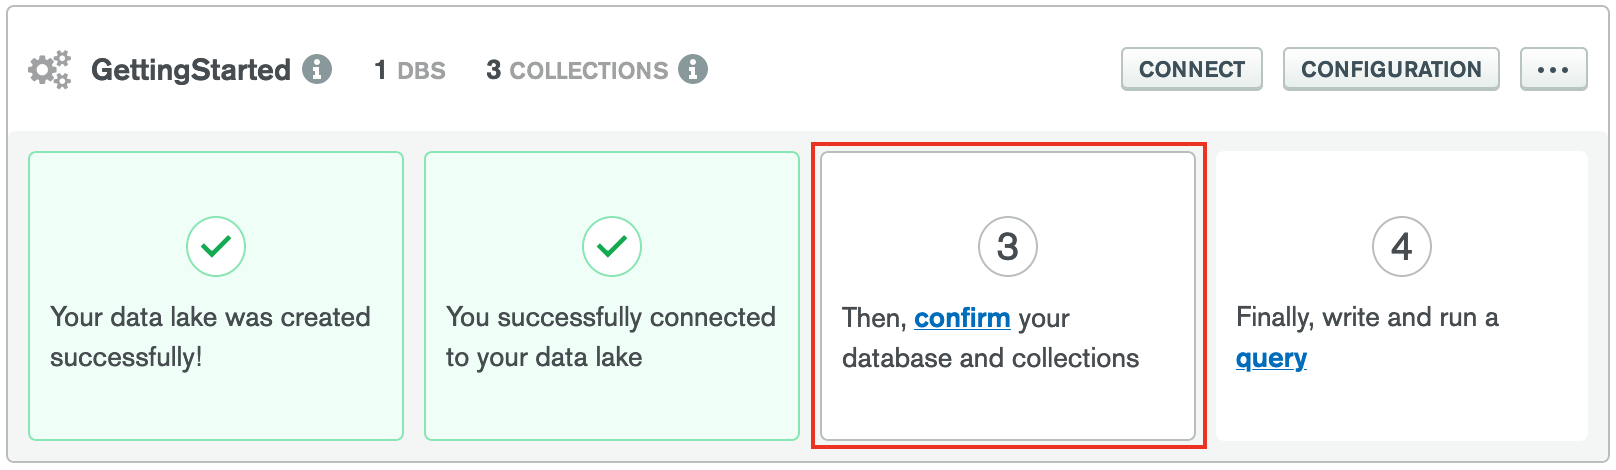 GettingStarted 1 DBS 3 COLLECTIONS CONNECT CONFIGURATION ...
Your data lake was created
successfully!
You successfully connected
to your data lake
3
Then, confirm your
database and collections
4
Finally, write and run a
query